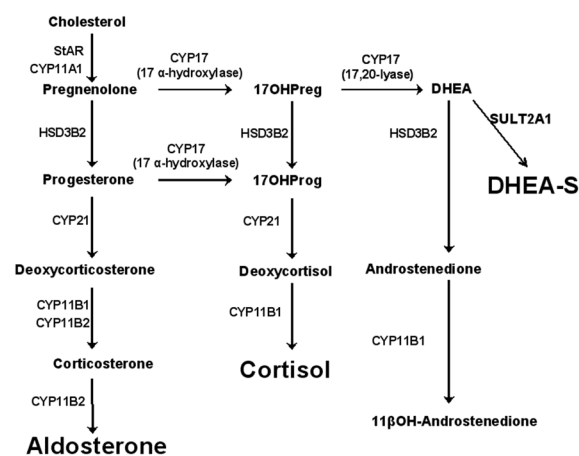 Cholesterol
StAR
CYP11A1
CYP17
(17 α-hydroxylase)
CYP17
(17,20-lyase)
Pregnenolone
17OHPreg
DHEA
HSD3B2
HSD3B2
HSD3B2
SULT2A1
CYP17
(17 α-hydroxylase)
Progesterone
17OHProg
DHEA-S
CYP21
CYP21
Deoxycorticosterone
Deoxycortisol
Androstenedione
CYP11B1
CYP11B2
CYP11B1
CYP11B1
Corticosterone
Cortisol
CYP11B2
11βOH-Androstenedione
Aldosterone